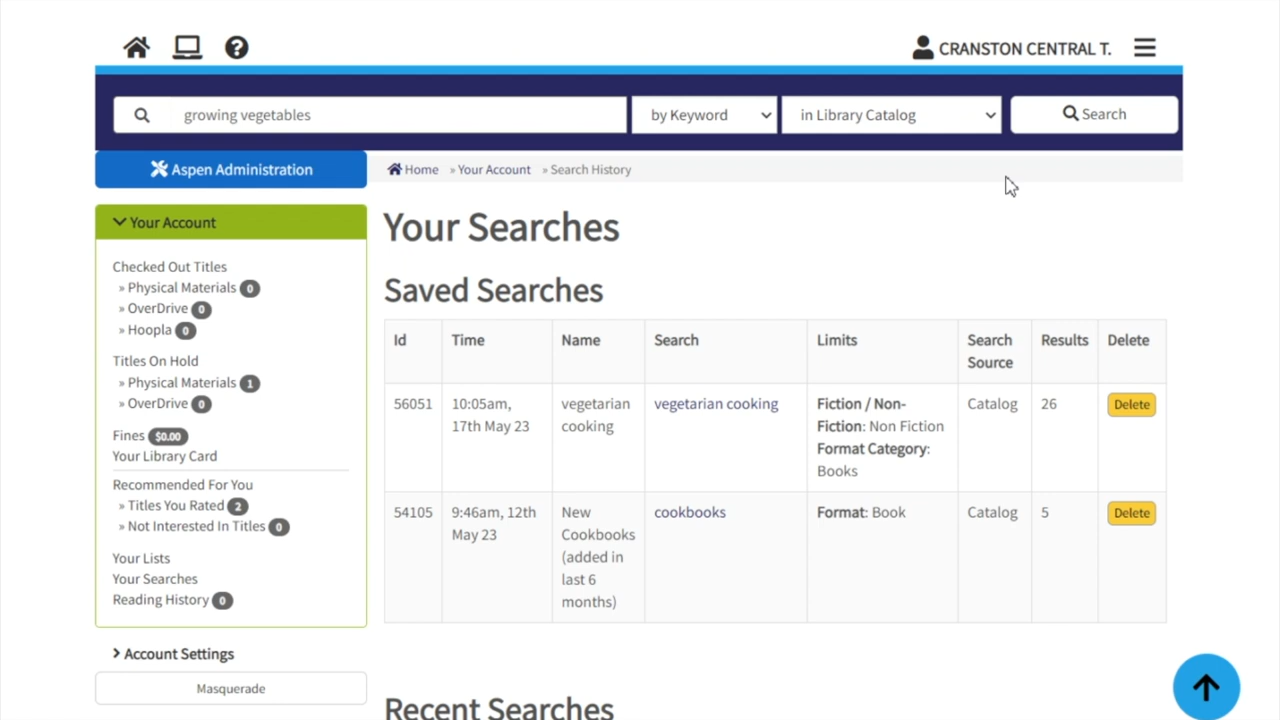 CRANSTON CENTRAL T.
growing vegetables
by Keyword
in Library Catalog
Search
Aspen Administration
Home » Your Account » Search History
Your Account
Checked Out Titles
» Physical Materials 0
» OverDrive 0
» Hoopla 0
Titles On Hold
» Physical Materials 1
» OverDrive 0
Fines $0.00
Your Library Card
Recommended For You
» Titles You Rated 2
» Not Interested In Titles 0
Your Lists
Your Searches
Reading History 0
Account Settings
Masquerade
Your Searches
Saved Searches
Id Time Name Search Limits Search Source Results Delete
56051 10:05am, 17th May 23 vegetarian cooking vegetarian cooking Fiction / Non-Fiction: Non Fiction Format Category: Books Catalog 26 Delete
54105 9:46am, 12th May 23 New Cookbooks (added in last 6 months) cookbooks Format: Book Catalog 5 Delete
Recent Searches